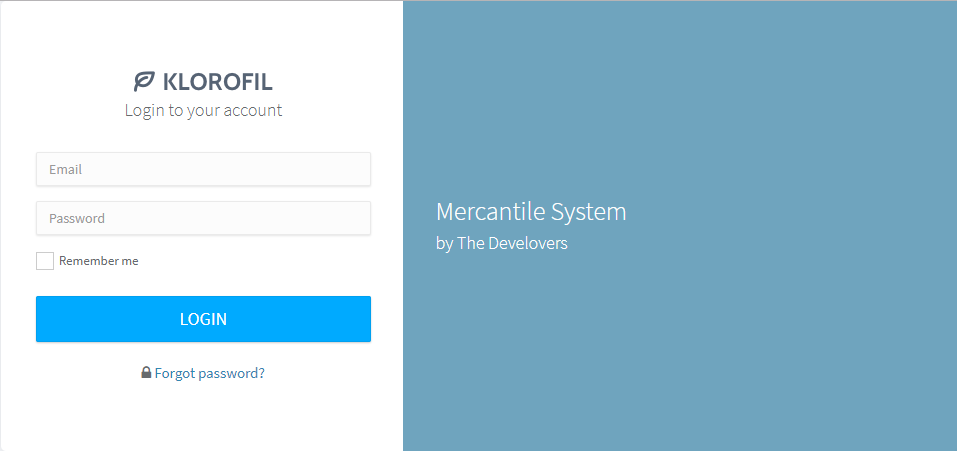 KLOROFIL
Login to your account
Email
Password
Remember me
LOGIN
Forgot password?
Mercantile System
by The Develovers